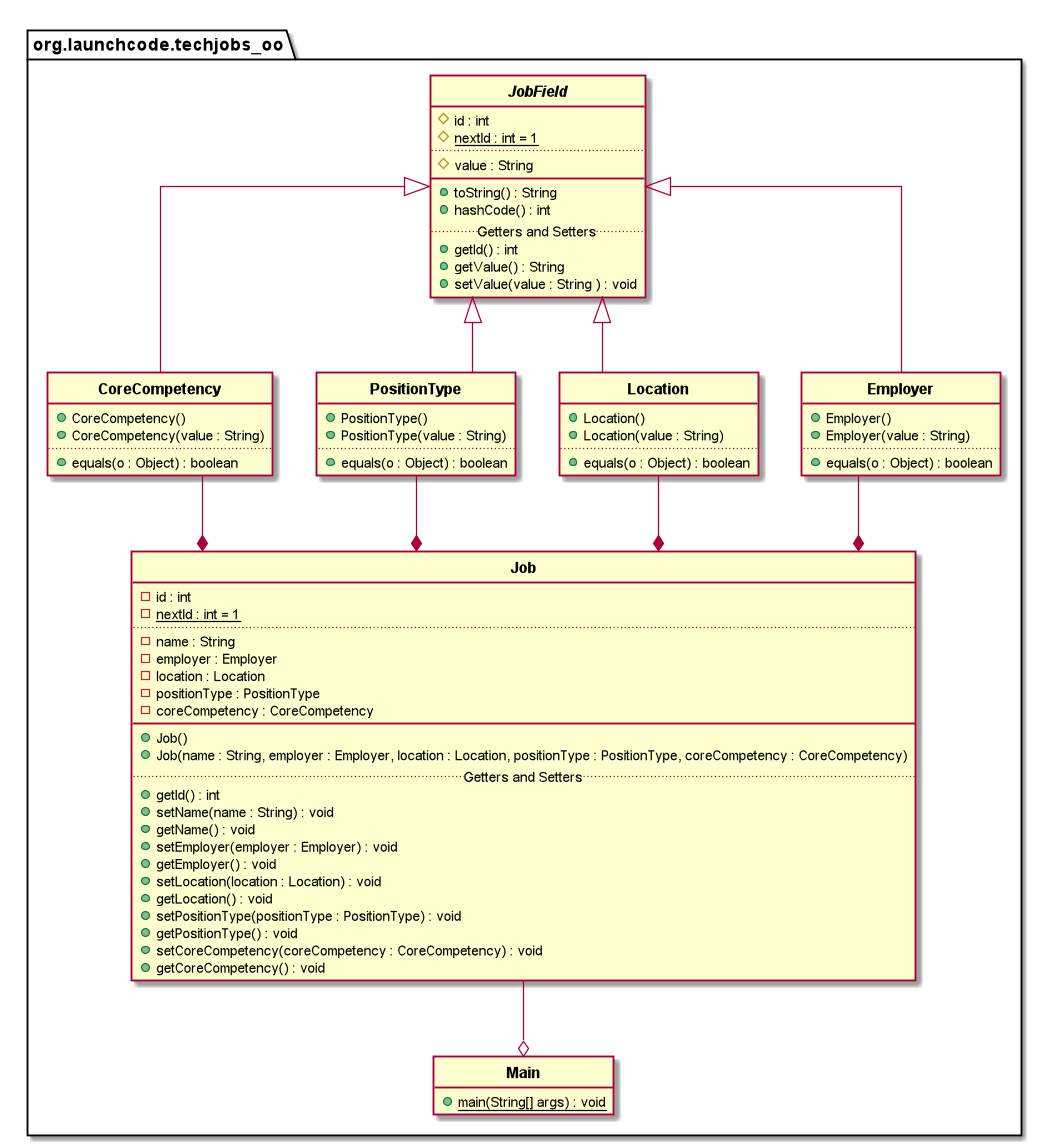 org.launchcode.techjobs_oo
JobField
id : int
nextId : int = 1
value : String
toString() : String
hashCode() : int
Getters and Setters
getId() : int
getValue() : String
setValue(value : String ) : void
CoreCompetency
CoreCompetency()
CoreCompetency(value : String)
equals(o : Object) : boolean
PositionType
PositionType()
PositionType(value : String)
equals(o : Object) : boolean
Location
Location()
Location(value : String)
equals(o : Object) : boolean
Employer
Employer()
Employer(value : String)
equals(o : Object) : boolean
Job
id : int
nextId : int = 1
name : String
employer : Employer
location : Location
positionType : PositionType
coreCompetency : CoreCompetency
Job()
Job(name : String, employer : Employer, location : Location, positionType : PositionType, coreCompetency : CoreCompetency)
Getters and Setters
getId() : int
setName(name : String) : void
getName() : void
setEmployer(employer : Employer) : void
getEmployer() : void
setLocation(location : Location) : void
getLocation() : void
setPositionType(positionType : PositionType) : void
getPositionType() : void
setCoreCompetency(coreCompetency : CoreCompetency) : void
getCoreCompetency() : void
Main
main(String[] args) : void